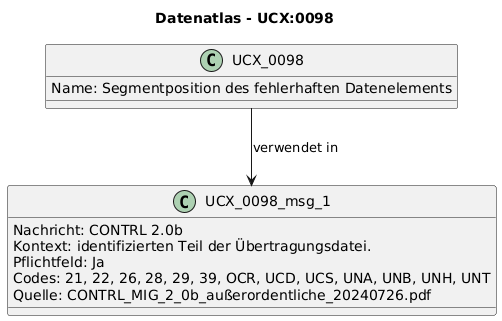 Datenatlas - UCX:0098
C UCX_0098
Name: Segmentposition des fehlerhaften Datenelements
verwendet in
C UCX_0098_msg_1
Nachricht: CONTRL 2.0b
Kontext: identifizierten Teil der Übertragungsdatei.
Pflichtfeld: Ja
Codes: 21, 22, 26, 28, 29, 39, OCR, UCD, UCS, UNA, UNB, UNH, UNT
Quelle: CONTRL_MIG_2_0b_außerordentliche_20240726.pdf